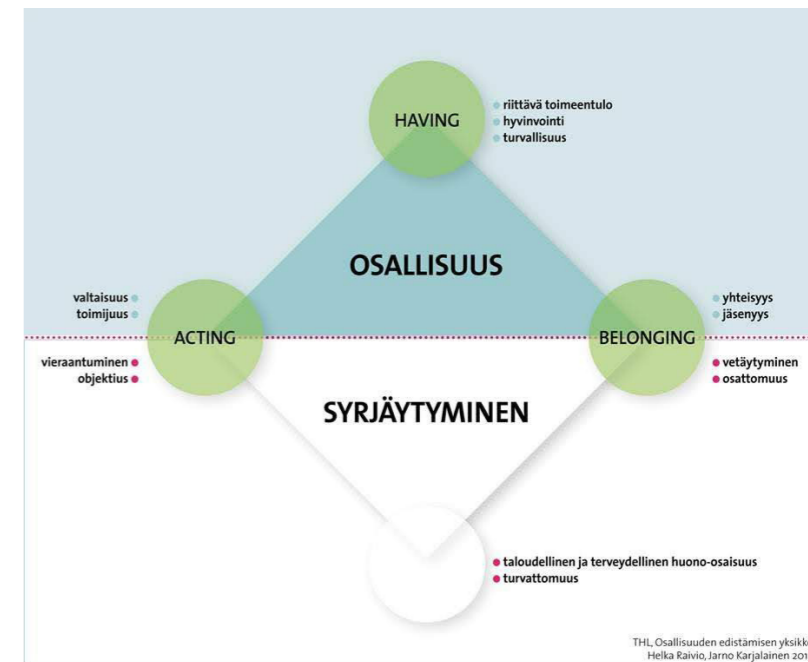 HAVING
riittävä toimeentulo
hyvinvointi
turvallisuus
OSALLISUUS
valtaisuus
toimijuus
ACTING
BELONGING
yhteisyys
jäsenyys
vieraantuminen
objektius
vetäytyminen
osattomuus
SYRJÄYTYMINEN
taloudellinen ja terveydellinen huono-osaisuus
turvattomuus
THL, Osallisuuden edistämisen
Helka Raivio, Jarno Karjalainen